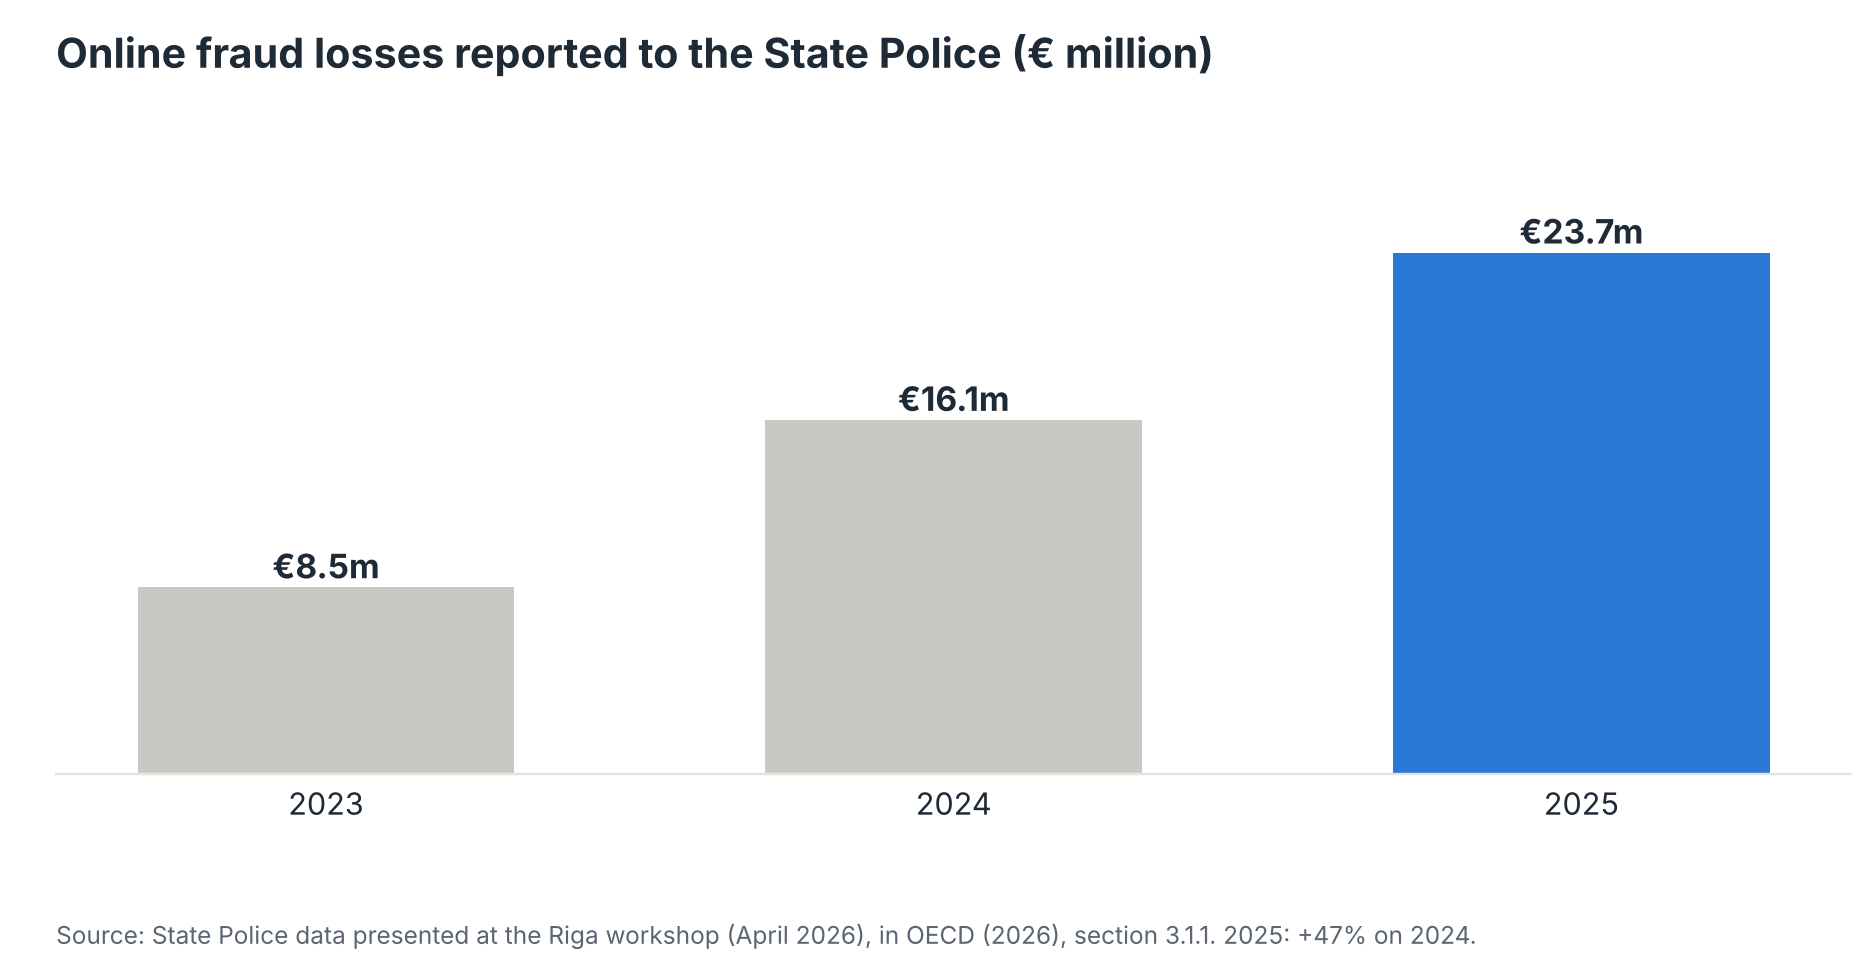 Online fraud losses reported to the State Police (€ million)
€23.7m
€16.1m
€8.5m
2023 2024 2025
Source: State Police data presented at the Riga workshop (April 2026), in OECD (2026), section 3.1.1. 2025: +47% on 2024.